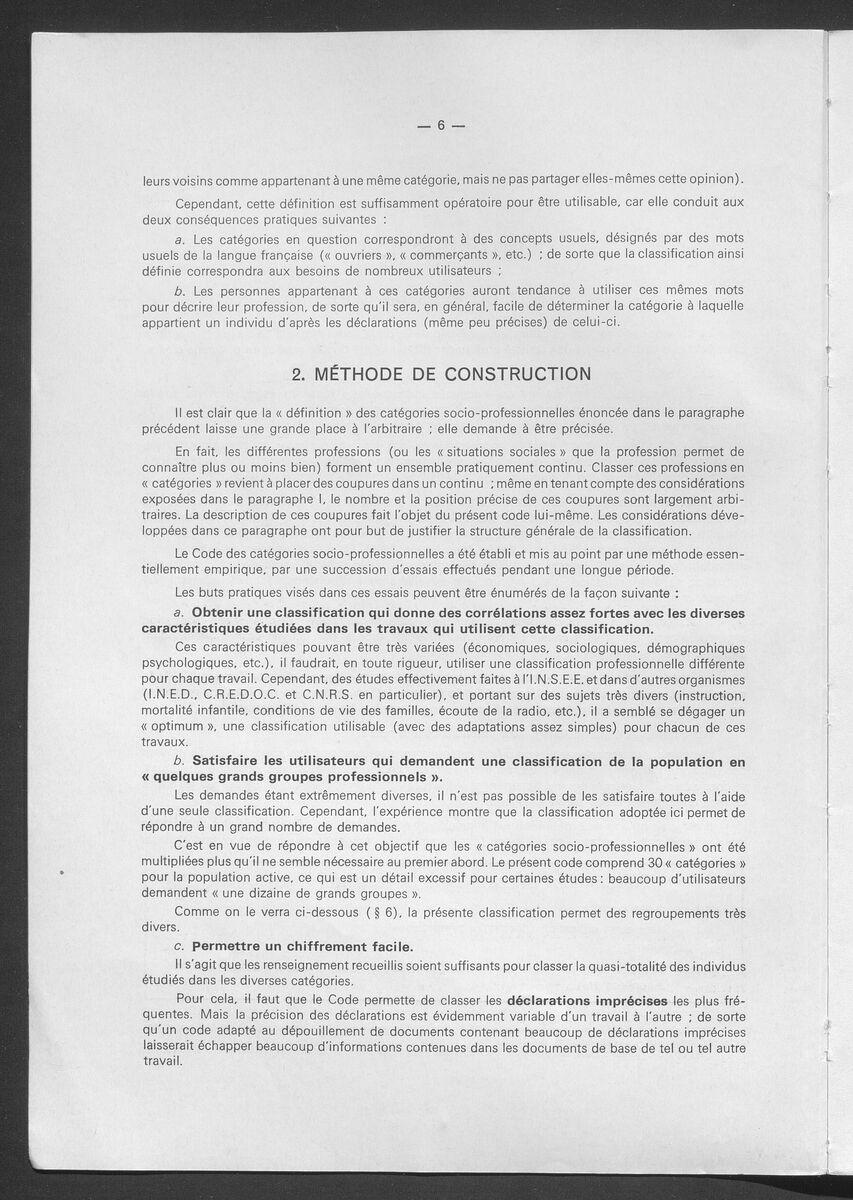 — 6 —
leurs voisins comme appartenant à une même catégorie, mais ne pas partager elles-mêmes cette opinion).
Cependant, cette définition est suffisamment opératoire pour être utilisable, car elle conduit aux
deux conséquences pratiques suivantes :
a. Les catégories en question correspondront à des concepts usuels, désignés par des mots
usuels de la langue française (« ouvriers », « commerçants », etc.) ; de sorte que la classification ainsi
définie correspondra aux besoins de nombreux utilisateurs ;
b. Les personnes appartenant à ces catégories auront tendance à utiliser ces mêmes mots
pour décrire leur profession, de sorte qu'il sera, en général, facile de déterminer la catégorie à laquelle
appartient un individu d'après les déclarations (même peu précises) de celui-ci.
2. MÉTHODE DE CONSTRUCTION
Il est clair que la « définition » des catégories socio-professionnelles énoncée dans le paragraphe
précédent laisse une grande place à l'arbitraire ; elle demande à être précisée.
En fait, les différentes professions (ou les « situations sociales » que la profession permet de
connaître plus ou moins bien) forment un ensemble pratiquement continu. Classer ces professions en
« catégories » revient à placer des coupures dans un continu ; même en tenant compte des considérations
exposées dans le paragraphe I, le nombre et la position précise de ces coupures sont largement arbi-
traires. La description de ces coupures fait l'objet du présent code lui-même. Les considérations déve-
loppées dans ce paragraphe ont pour but de justifier la structure générale de la classification.
Le Code des catégories socio-professionnelles a été établi et mis au point par une méthode essen-
tiellement empirique, par une succession d'essais effectués pendant une longue période.
Les buts pratiques visés dans ces essais peuvent être énumérés de la façon suivante :
a. Obtenir une classification qui donne des corrélations assez fortes avec les diverses
caractéristiques étudiées dans les travaux qui utilisent cette classification.
Ces caractéristiques pouvant être très variées (économiques, sociologiques, démographiques
psychologiques, etc.), il faudrait, en toute rigueur, utiliser une classification professionnelle différente
pour chaque travail. Cependant, des études effectivement faites à l'I.N.S.E.E. et dans d'autres organismes
(I.N.E.D., C.R.E.D.O.C. et C.N.R.S. en particulier), et portant sur des sujets très divers (instruction,
mortalité infantile, conditions de vie des familles, écoute de la radio, etc.), il a semblé se dégager un
« optimum », une classification utilisable (avec des adaptations assez simples) pour chacun de ces
travaux.
b. Satisfaire les utilisateurs qui demandent une classification de la population en
« quelques grands groupes professionnels ».
Les demandes étant extrêmement diverses, il n'est pas possible de les satisfaire toutes à l'aide
d'une seule classification. Cependant, l'expérience montre que la classification adoptée ici permet de
répondre à un grand nombre de demandes.
C'est en vue de répondre à cet objectif que les « catégories socio-professionnelles » ont été
multipliées plus qu'il ne semble nécessaire au premier abord. Le présent code comprend 30 « catégories »
pour la population active, ce qui est un détail excessif pour certaines études : beaucoup d'utilisateurs
demandent « une dizaine de grands groupes ».
Comme on le verra ci-dessous (§ 6), la présente classification permet des regroupements très
divers.
c. Permettre un chiffrement facile.
Il s'agit que les renseignement recueillis soient suffisants pour classer la quasi-totalité des individus
étudiés dans les diverses catégories.
Pour cela, il faut que le Code permette de classer les déclarations imprécises les plus fré-
quentes. Mais la précision des déclarations est évidemment variable d'un travail à l'autre ; de sorte
qu'un code adapté au dépouillement de documents contenant beaucoup de déclarations imprécises
laisserait échapper beaucoup d'informations contenues dans les documents de base de tel ou tel autre
travail.